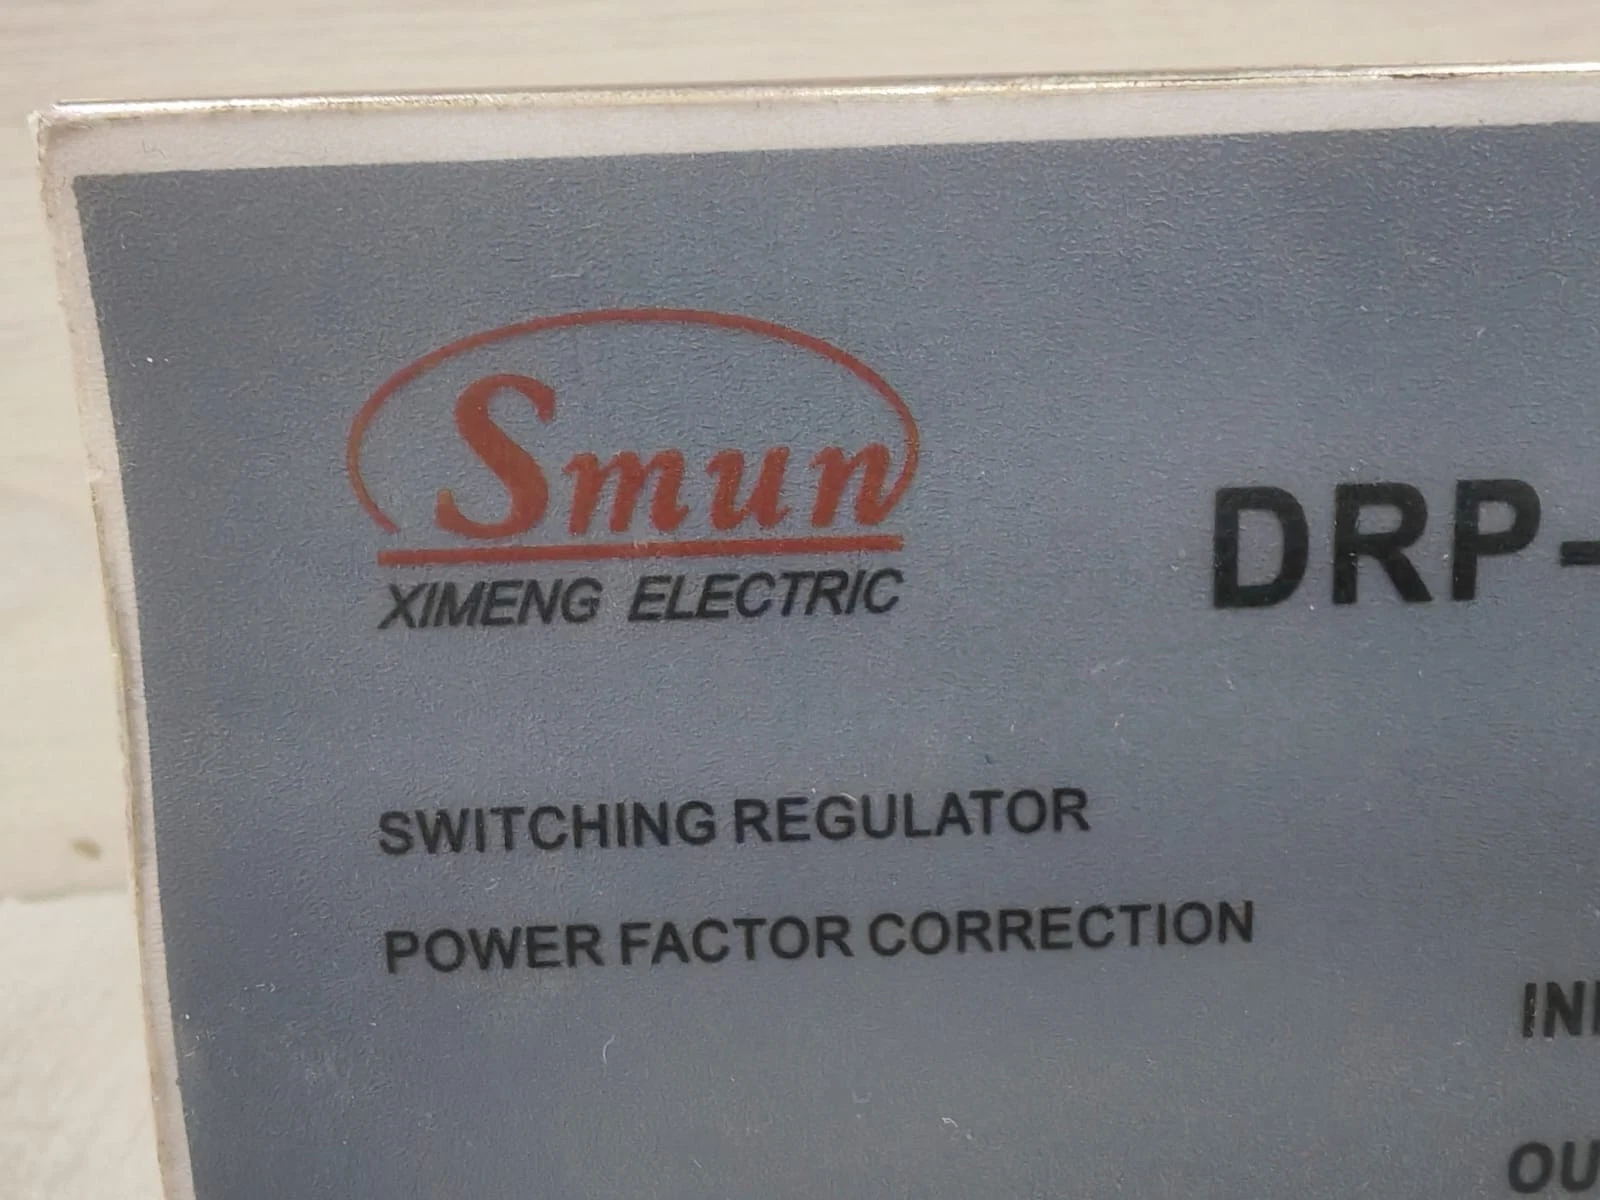 Smun
XIMENG ELECTRIC
DRP-
SWITCHING REGULATOR
POWER FACTOR CORRECTION